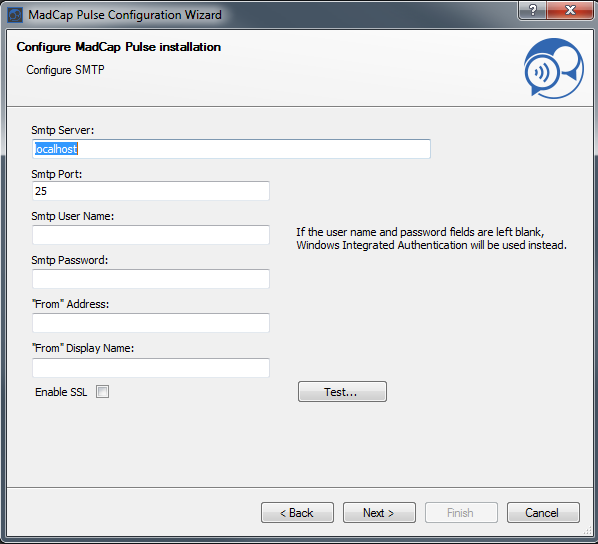 MadCap Pulse Configuration Wizard
Configure MadCap Pulse installation
Configure SMTP
Smtp Server:
localhost
Smtp Port:
25
Smtp User Name:
If the user name and password fields are left blank,
Windows Integrated Authentication will be used instead.
Smtp Password:
"From" Address:
"From" Display Name:
Enable SSL
Test...
< Back
Next >
Finish
Cancel